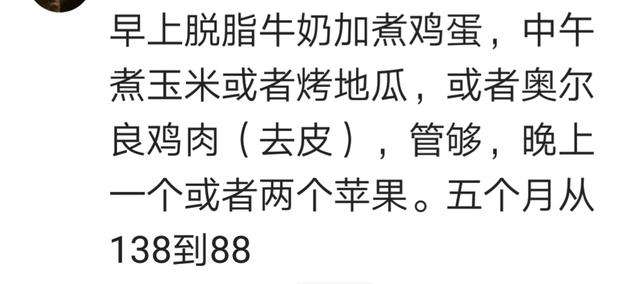 早上脱脂牛奶加煮鸡蛋，中午
煮玉米或者烤地瓜，或者奥尔
良鸡肉（去皮），管够，晚上
一个或者两个苹果。五个月从
138到88